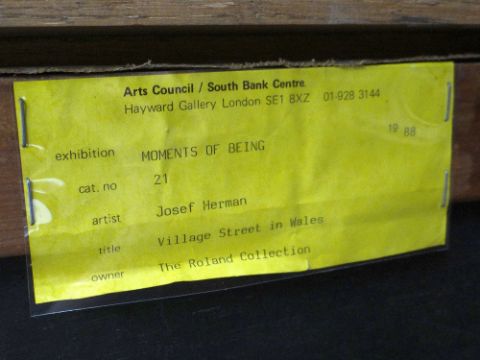 Arts Council / South Bank Centre
Hayward Gallery London SE1 8XZ 01-928 3144
1988
exhibition MOMENTS OF BEING
cat. no 21
artist Josef Herman
title Village Street in Wales
owner The Roland Collection